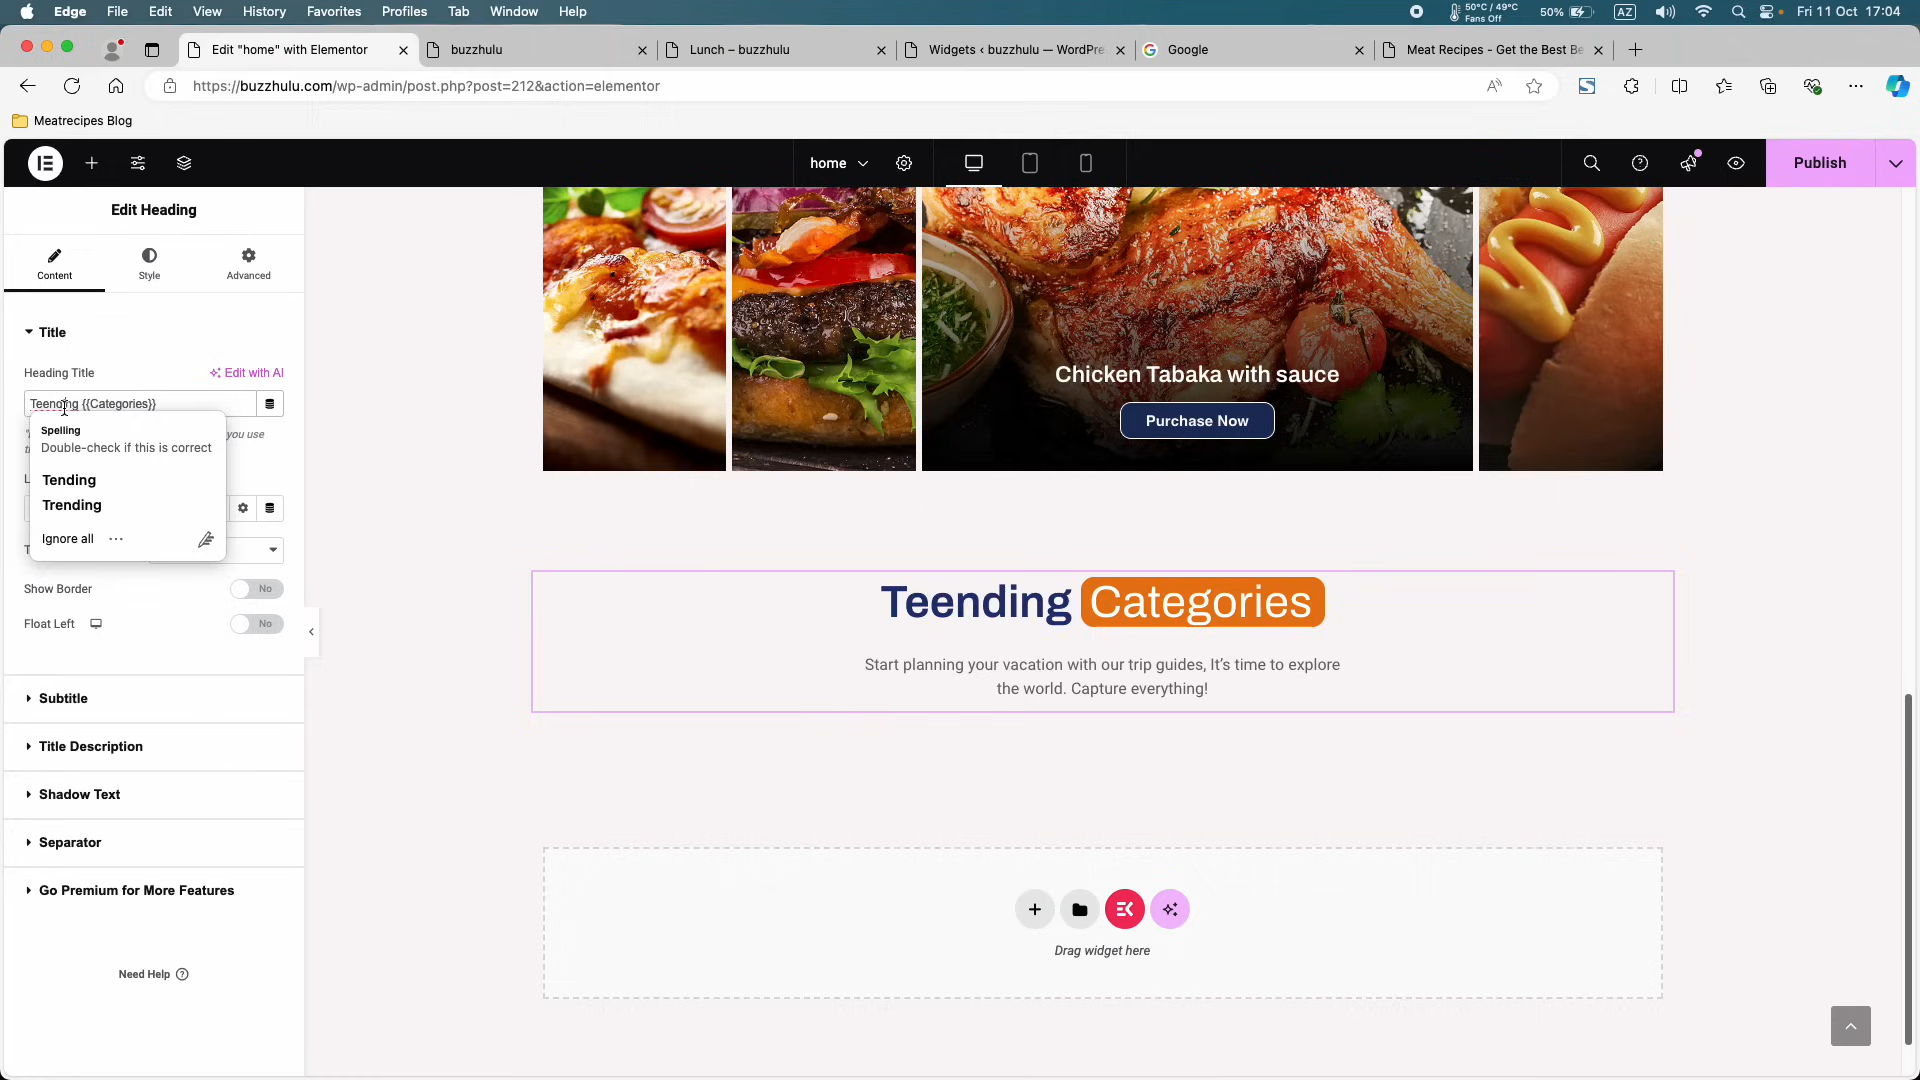 Edge File Edit View History Favorites Profiles Tab Window Help
50°C / 49°C
Fans Off
50% AZ Fri 11 Oct 17:04
Edit "home" with Elementor
buzzhulu
Lunch – buzzhulu
Widgets ‹ buzzhulu — WordPre
Google
Meat Recipes - Get the Best Be
https://buzzhulu.com/wp-admin/post.php?post=212&action=elementor
Meatrecipes Blog
home
Publish
Edit Heading
Content
Style
Advanced
Title
Heading Title
Edit with AI
Teending {{Categories}}
you use
Spelling
Double-check if this is correct
Tending
Trending
Ignore all
Show Border No
Float Left No
Subtitle
Title Description
Shadow Text
Separator
Go Premium for More Features
Need Help
Chicken Tabaka with sauce
Purchase Now
Teending Categories
Start planning your vacation with our trip guides, It's time to explore
the world. Capture everything!
Drag widget here